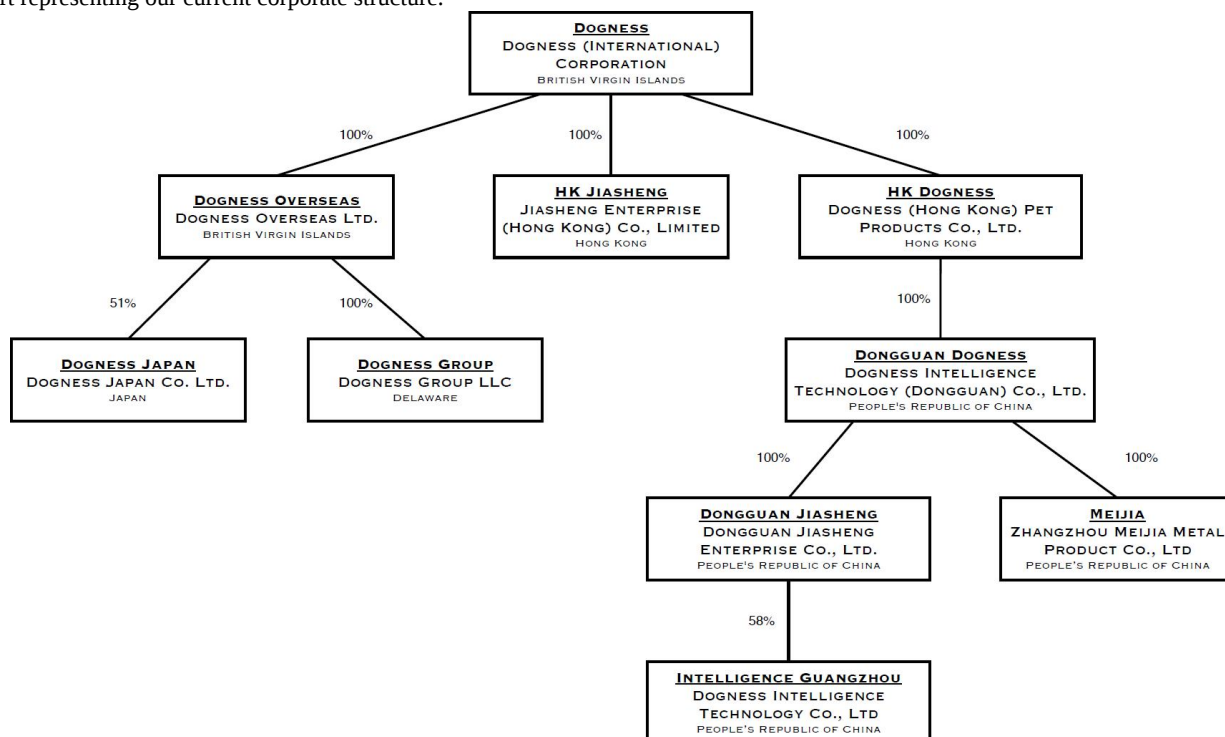 rt representing our current corporate structure.
DOGNESS
DOGNESS (INTERNATIONAL)
CORPORATION
BRITISH VIRGIN ISLANDS
100%
100%
100%
DOGNESS OVERSEAS
DOGNESS OVERSEAS LTD.
BRITISH VIRGIN ISLANDS
HK JIASHENG
JIASHENG ENTERPRISE
(HONG KONG) CO., LIMITED
HONG KONG
HK DOGNESS
DOGNESS (HONG KONG) PET
PRODUCTS CO., LTD.
HONG KONG
51%
100%
100%
DOGNESS JAPAN
DOGNESS JAPAN CO. LTD.
JAPAN
DOGNESS GROUP
DOGNESS GROUP LLC
DELAWARE
DONGGUAN DOGNESS
DOGNESS INTELLIGENCE
TECHNOLOGY (DONGGUAN) CO., LTD.
PEOPLE'S REPUBLIC OF CHINA
100%
100%
DONGGUAN JIASHENG
DONGGUAN JIASHENG
ENTERPRISE CO., LTD.
PEOPLE'S REPUBLIC OF CHINA
MEIJIA
ZHANGZHOU MEIJIA METAL
PRODUCT CO., LTD
PEOPLE'S REPUBLIC OF CHINA
58%
INTELLIGENCE GUANGZHOU
DOGNESS INTELLIGENCE
TECHNOLOGY CO., LTD
PEOPLE'S REPUBLIC OF CHINA